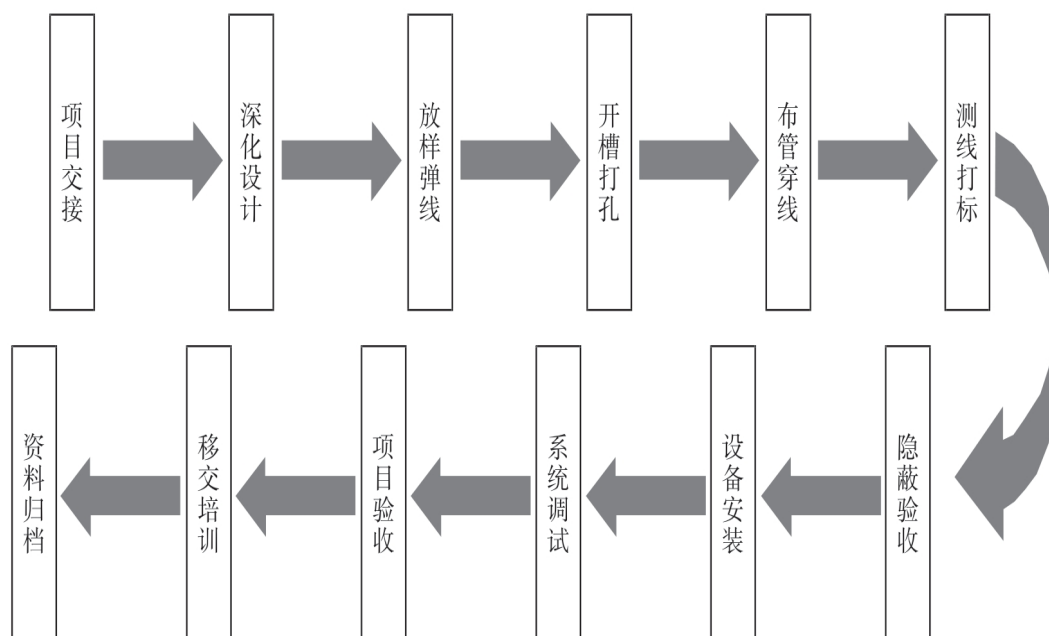 项目交接
深化设计
放样弹线
开槽打孔
布管穿线
测线打标
隐蔽验收
设备安装
系统调试
项目验收
移交培训
资料归档